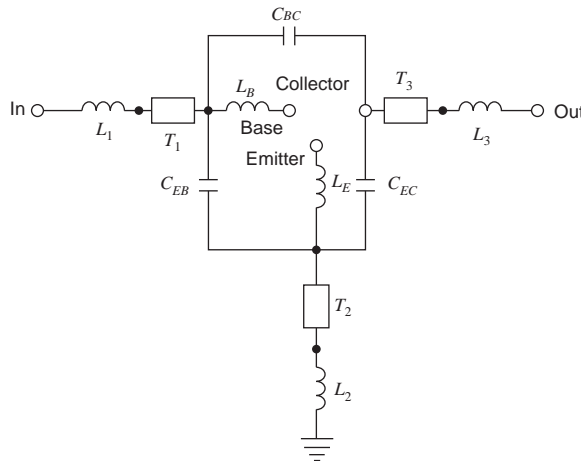 C_BC
L_B
Collector
T_3
In
Out
L_1
T_1
Base
L_3
Emitter
C_EB
L_E
C_EC
T_2
L_2